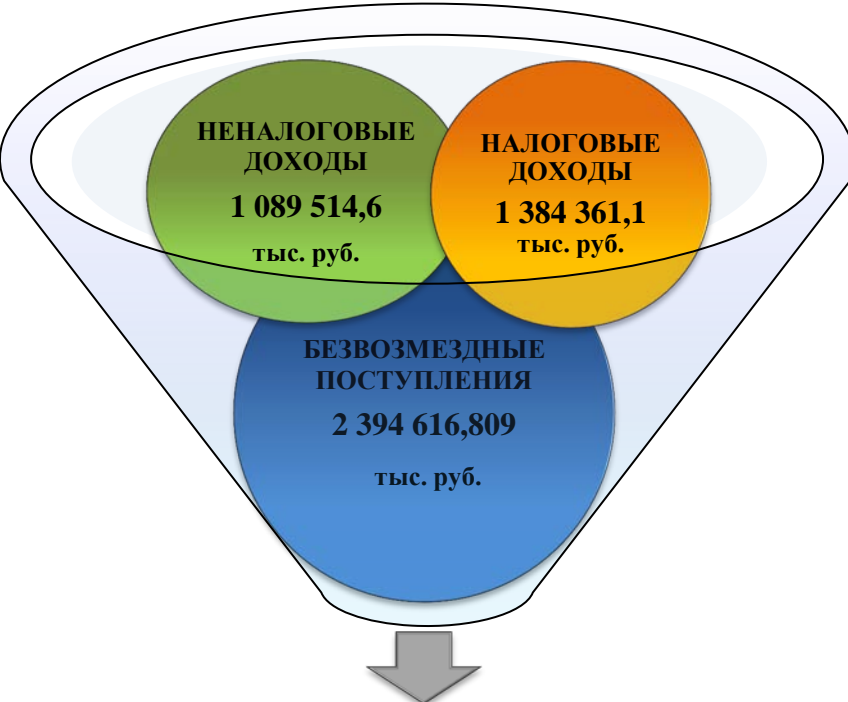 НЕНАЛОГОВЫЕ
ДОХОДЫ
1 089 514,6
тыс. руб.
НАЛОГОВЫЕ
ДОХОДЫ
1 384 361,1
тыс. руб.
БЕЗВОЗМЕЗДНЫЕ
ПОСТУПЛЕНИЯ
2 394 616,809
тыс. руб.